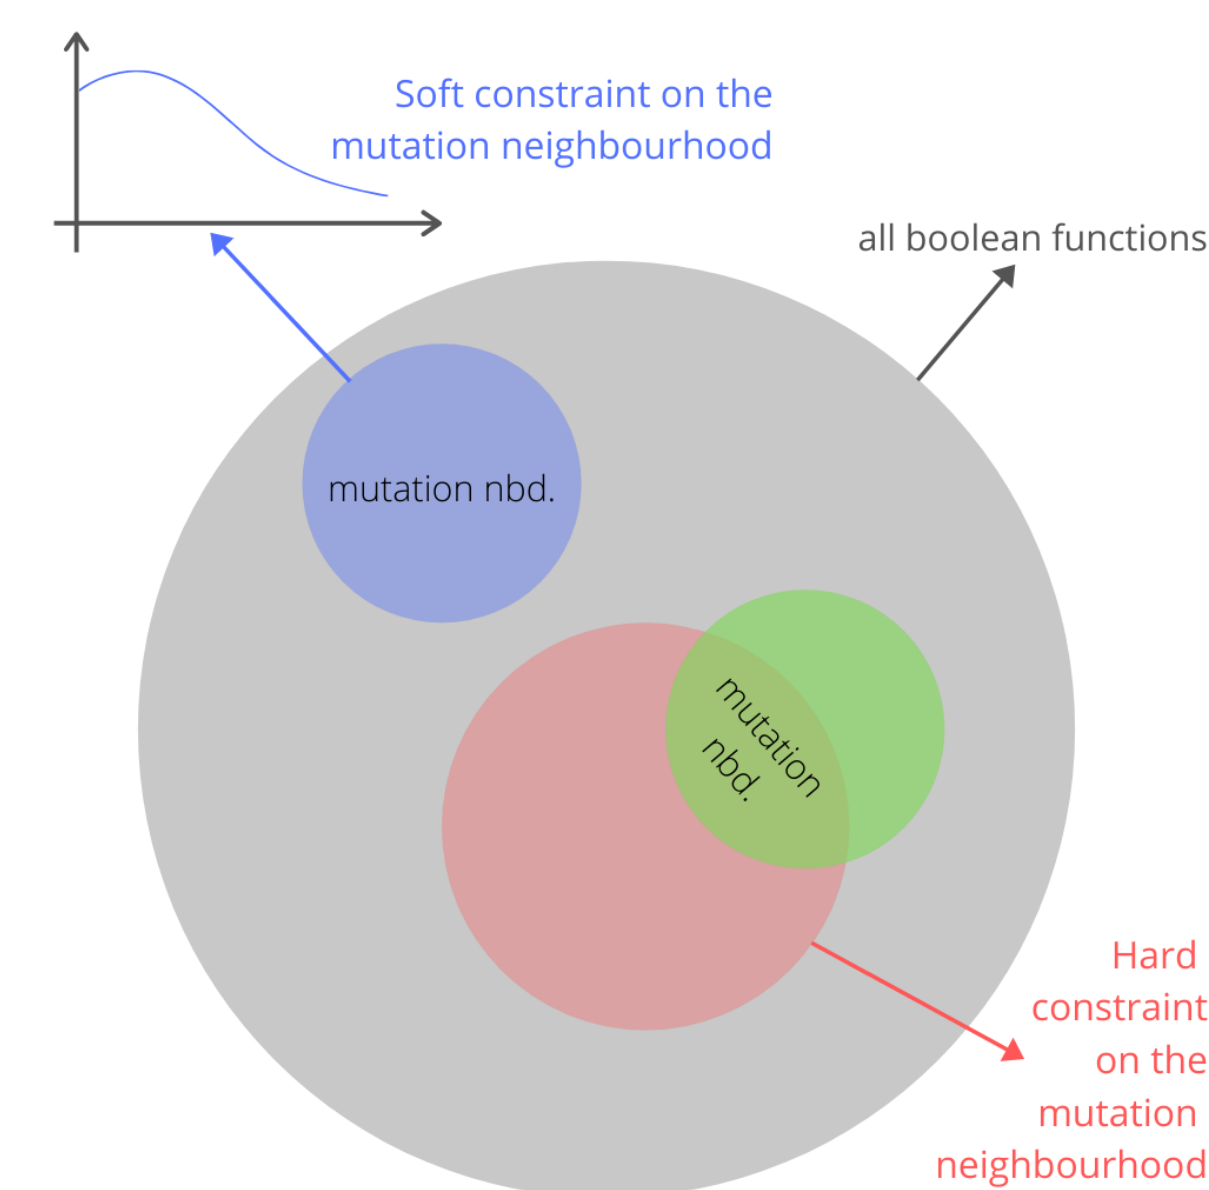 Soft constraint on the
mutation neighbourhood
all boolean functions
mutation nbd.
mutation
nbd.
Hard
constraint
on the
mutation
neighbourhood